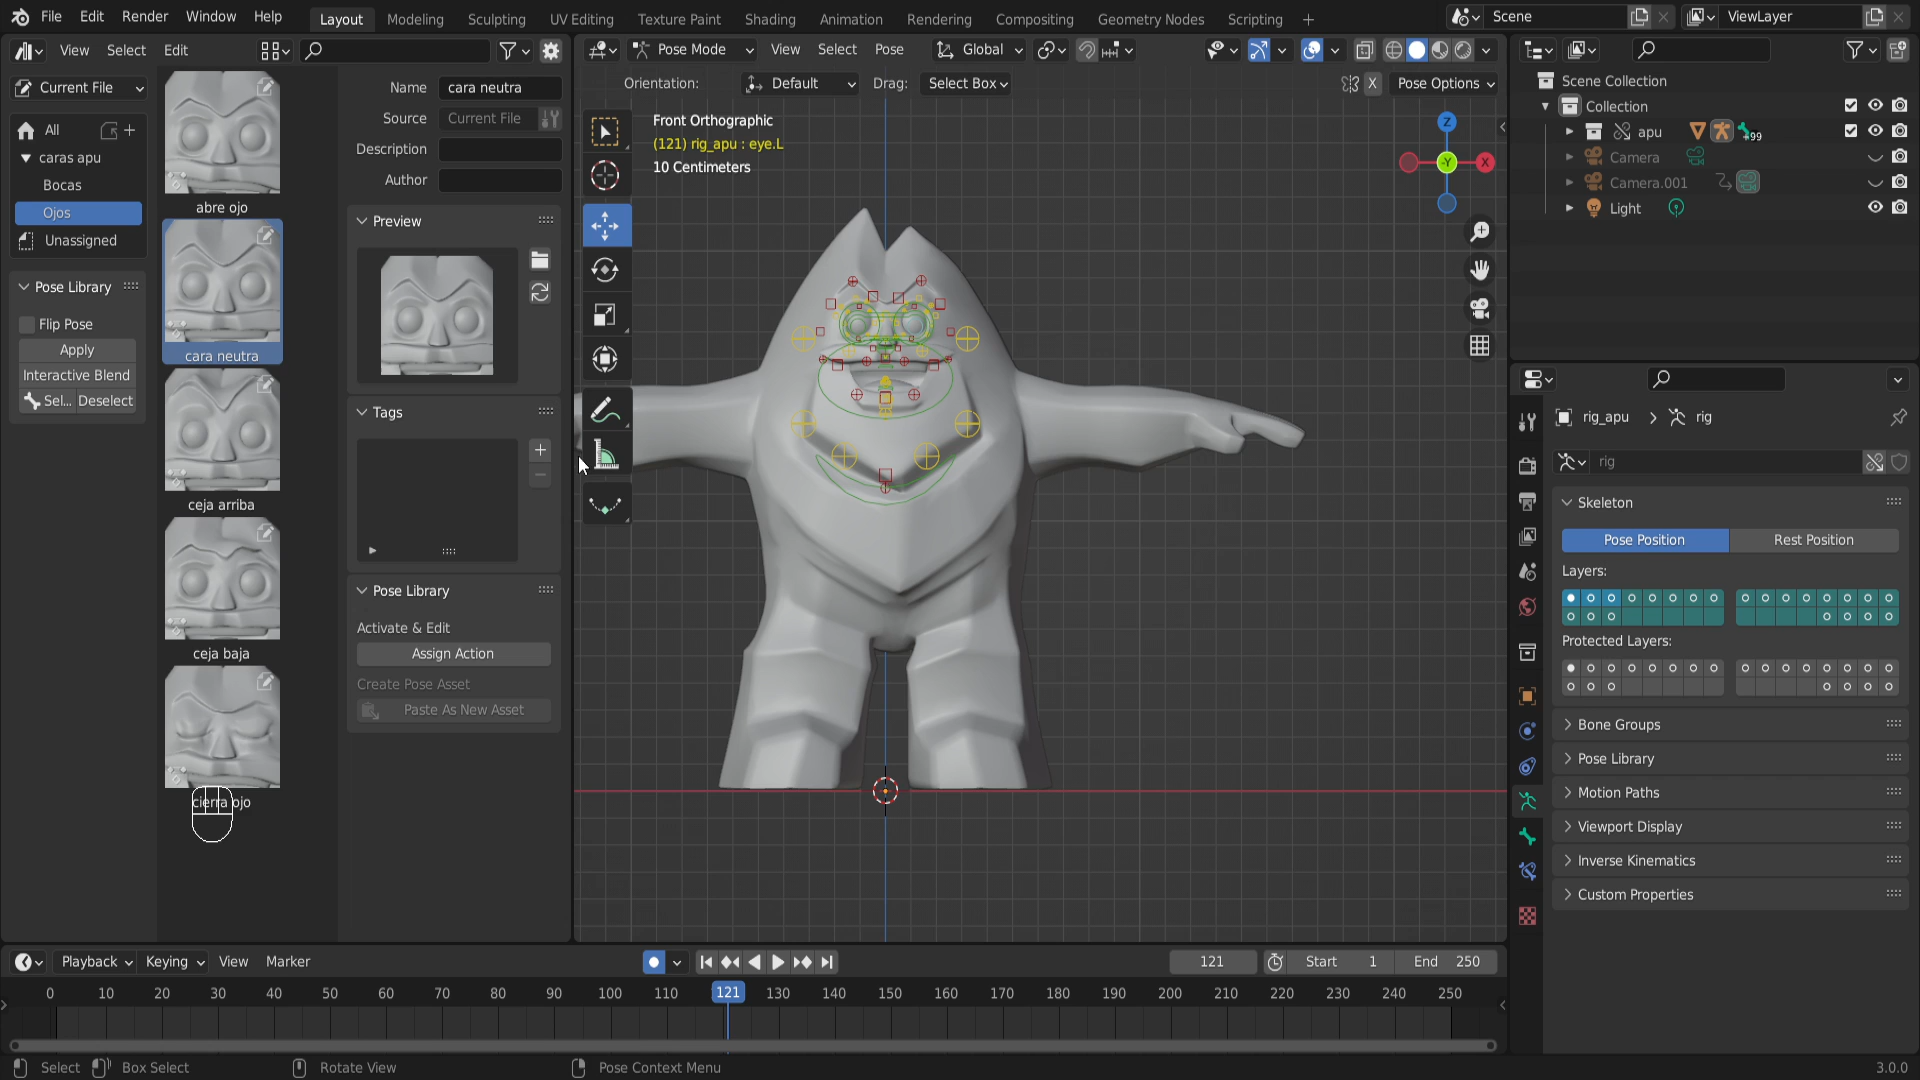 File Edit Render Window Help Layout Modeling Sculpting UV Editing Texture Paint Shading Animation Rendering Compositing Geometry Nodes Scripting + Scene ViewLayer
View Select Edit
Pose Mode View Select Pose Global
Orientation: Default Drag: Select Box X Pose Options
Current File
All
caras apu
Bocas
Ojos
Unassigned
Pose Library
Flip Pose
Apply
Interactive Blend
Sel... Deselect
abre ojo
cara neutra
ceja arriba
ceja baja
cierra ojo
Name cara neutra
Source Current File
Description
Author
Preview
Tags
Pose Library
Activate & Edit
Assign Action
Create Pose Asset
Paste As New Asset
Front Orthographic
(121) rig_apu : eye.L
10 Centimeters
Z
-Y
X
Scene Collection
Collection
apu 99
Camera
Camera.001
Light
rig_apu rig
rig
Skeleton
Pose Position Rest Position
Layers:
Protected Layers:
Bone Groups
Pose Library
Motion Paths
Viewport Display
Inverse Kinematics
Custom Properties
Playback Keying View Marker 121 Start 1 End 250
0 10 20 30 40 50 60 70 80 90 100 110 121 130 140 150 160 170 180 190 200 210 220 230 240 250
Select Box Select Rotate View Pose Context Menu 3.0.0